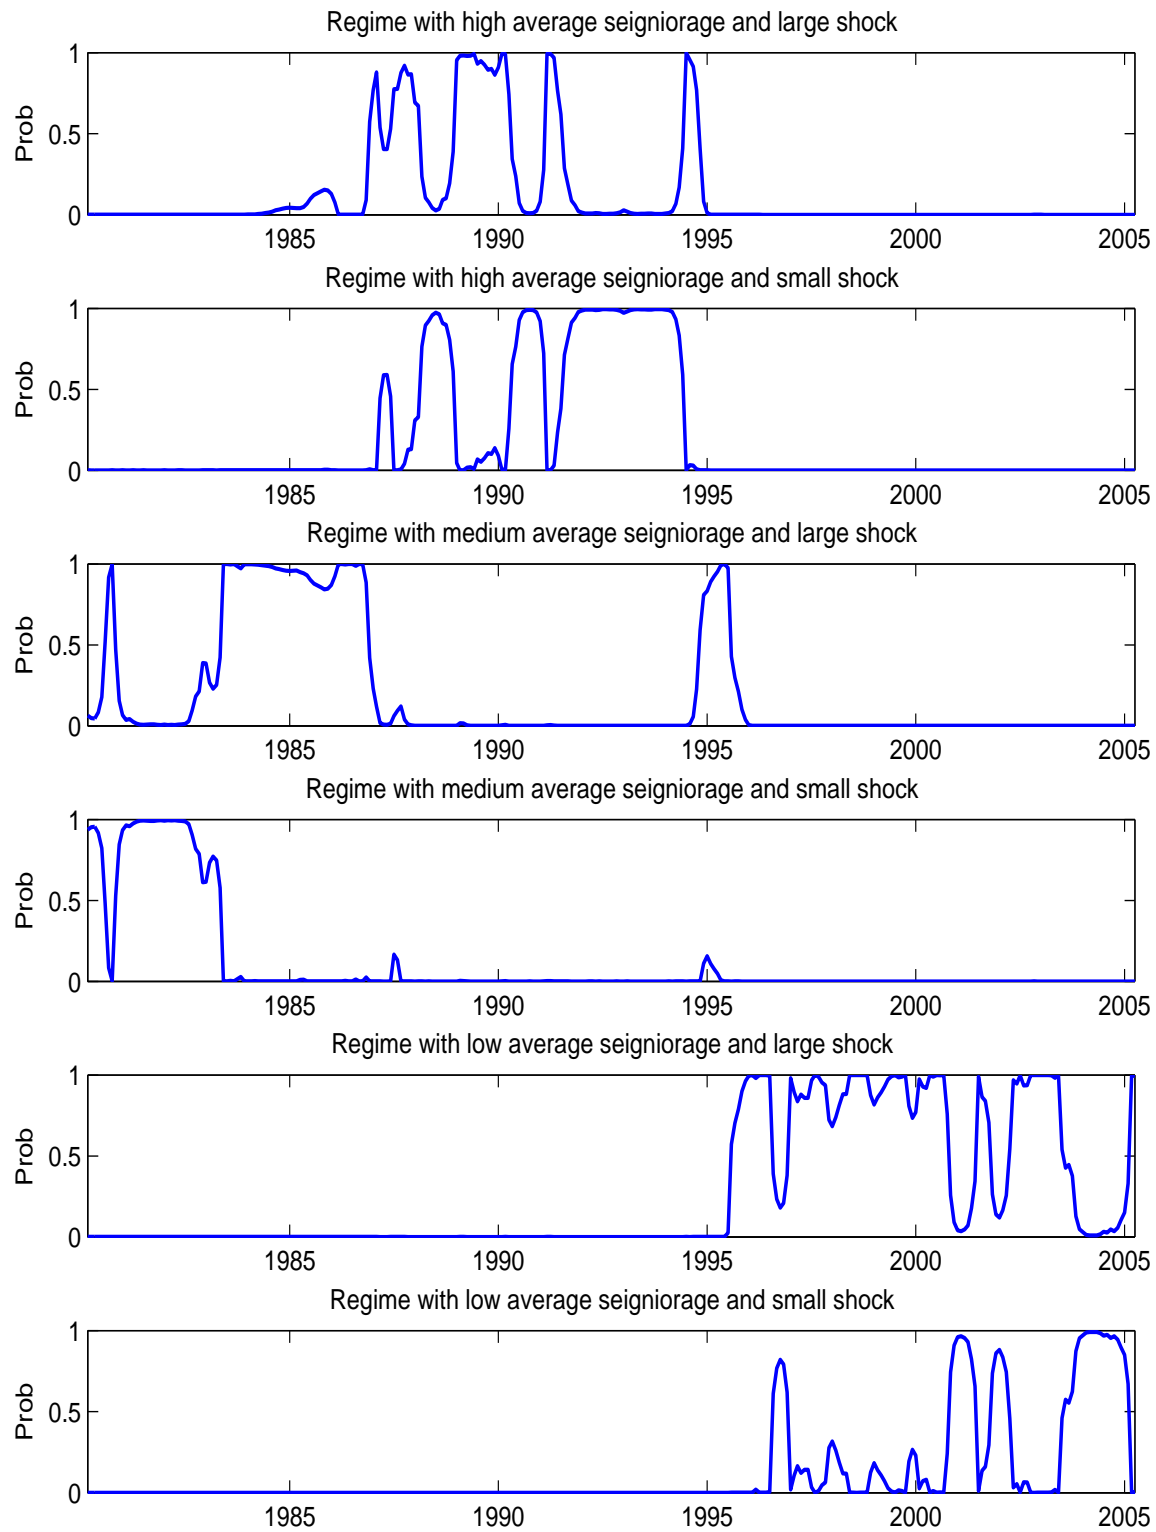 Regime with high average seigniorage and large shock
1
0.5
0
Prob
1985 1990 1995 2000 2005
Regime with high average seigniorage and small shock
1
0.5
0
Prob
1985 1990 1995 2000 2005
Regime with medium average seigniorage and large shock
1
0.5
0
Prob
1985 1990 1995 2000 2005
Regime with medium average seigniorage and small shock
1
0.5
0
Prob
1985 1990 1995 2000 2005
Regime with low average seigniorage and large shock
1
0.5
0
Prob
1985 1990 1995 2000 2005
Regime with low average seigniorage and small shock
1
0.5
0
Prob
1985 1990 1995 2000 2005